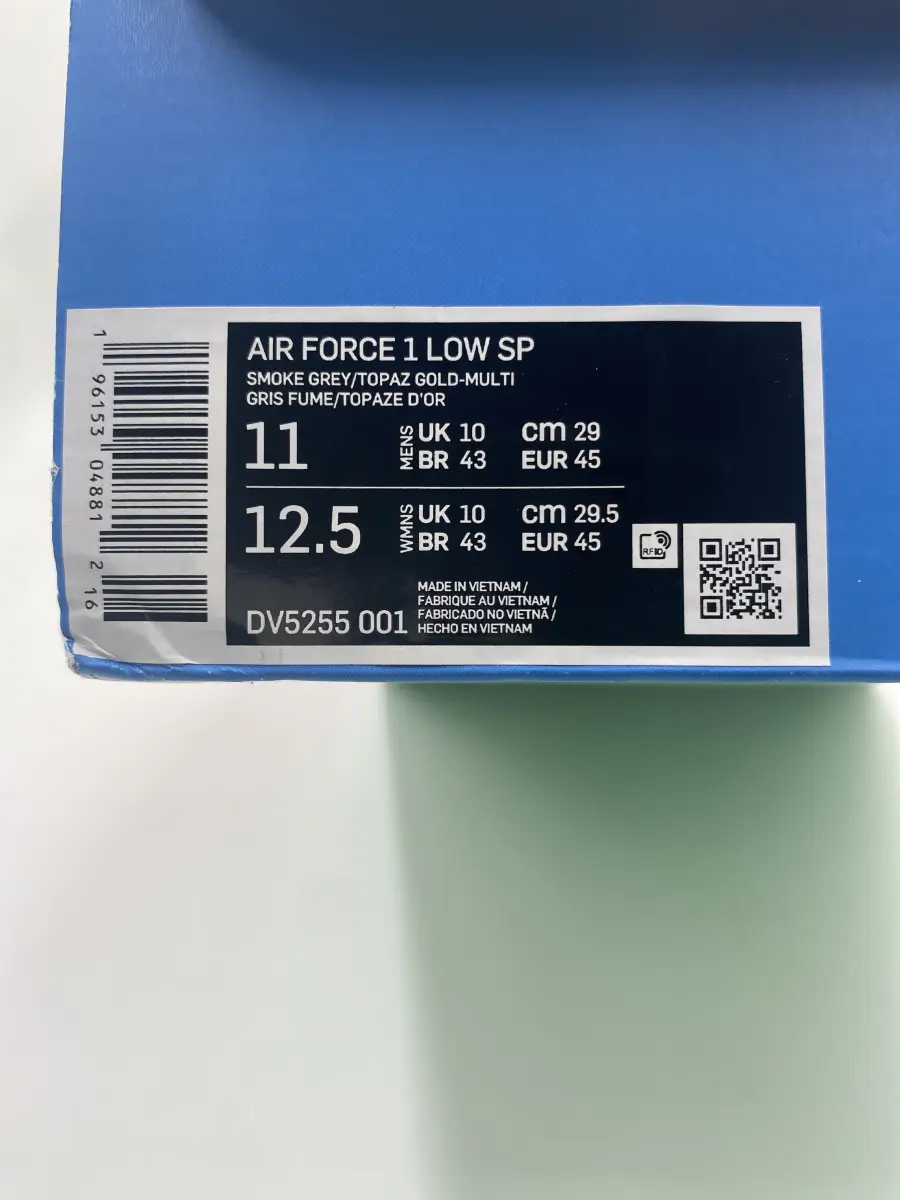 1 96153 04881 2 16
AIR FORCE 1 LOW SP
SMOKE GREY/TOPAZ GOLD-MULTI
GRIS FUME/TOPAZE D'OR
11 MENS UK 10 cm 29
BR 43 EUR 45
12.5 WMNS UK 10 cm 29.5
BR 43 EUR 45
RFID
MADE IN VIETNAM /
FABRIQUE AU VIETNAM /
FABRICADO NO VIETNÃ /
HECHO EN VIETNAM
DV5255 001